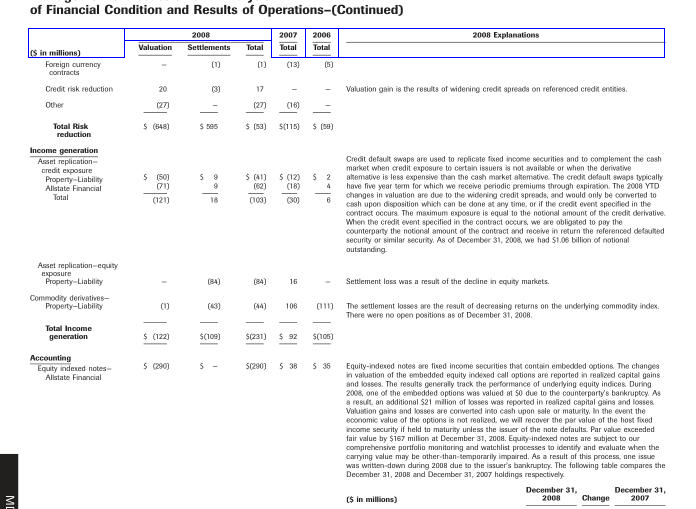 of Financial Condition and Results of Operations–(Continued)
2008 2007 2006 2008 Explanations
($ in millions) Valuation Settlements Total Total Total
Foreign currency
contracts – (1) (1) (13) (5)
Credit risk reduction 20 (3) 17 – – Valuation gain is the results of widening credit spreads on referenced credit entities.
Other (27) – (27) (16) –
Total Risk
reduction $ (648) $ 595 $ (53) $(115) $ (59)
Income generation
Asset replication–
credit exposure
Property–Liability $ (50) $ 9 $ (41) $ (12) $ 2
Allstate Financial (71) 9 (62) (18) 4
Total (121) 18 (103) (30) 6
Credit default swaps are used to replicate fixed income securities and to complement the cash
market when credit exposure to certain issuers is not available or when the derivative
alternative is less expensive than the cash market alternative. The credit default swaps typically
have five year term for which we receive periodic premiums through expiration. The 2008 YTD
changes in valuation are due to the widening credit spreads, and would only be converted to
cash upon disposition which can be done at any time, or if the credit event specified in the
contract occurs. The maximum exposure is equal to the notional amount of the credit derivative.
When the credit event specified in the contract occurs, we are obligated to pay the
counterparty the notional amount of the contract and receive in return the referenced defaulted
security or similar security. As of December 31, 2008, we had $1.06 billion of notional
outstanding.
Asset replication–equity
exposure
Property–Liability – (84) (84) 16 – Settlement loss was a result of the decline in equity markets.
Commodity derivatives–
Property–Liability (1) (43) (44) 106 (111) The settlement losses are the result of decreasing returns on the underlying commodity index.
There were no open positions as of December 31, 2008.
Total Income
generation $ (122) $(109) $(231) $ 92 $(105)
Accounting
Equity indexed notes–
Allstate Financial $ (290) $ – $(290) $ 38 $ 35
Equity-indexed notes are fixed income securities that contain embedded options. The changes
in valuation of the embedded equity indexed call options are reported in realized capital gains
and losses. The results generally track the performance of underlying equity indices. During
2008, one of the embedded options was valued at $0 due to the counterparty's bankruptcy. As
a result, an additional $21 million of losses was reported in realized capital gains and losses.
Valuation gains and losses are converted into cash upon sale or maturity. In the event the
economic value of the options is not realized, we will recover the par value of the host fixed
income security if held to maturity unless the issuer of the note defaults. Par value exceeded
fair value by $167 million at December 31, 2008. Equity-indexed notes are subject to our
comprehensive portfolio monitoring and watchlist processes to identify and evaluate when the
carrying value may be other-than-temporarily impaired. As a result of this process, one issue
was written-down during 2008 due to the issuer's bankruptcy. The following table compares the
December 31, 2008 and December 31, 2007 holdings respectively.
($ in millions) December 31, 2008 Change December 31, 2007